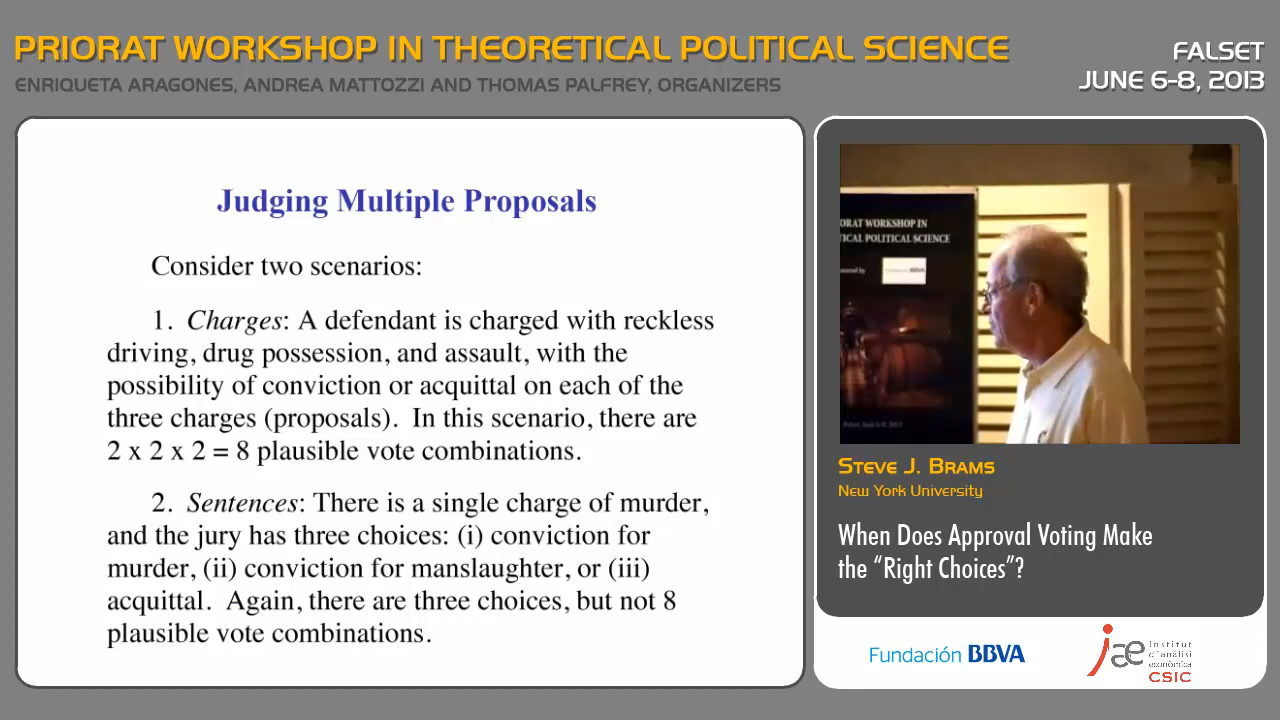 PRIORAT WORKSHOP IN THEORETICAL POLITICAL SCIENCE
ENRIQUETA ARAGONES, ANDREA MATTOZZI AND THOMAS PALFREY, ORGANIZERS
FALSET
JUNE 6-8, 2013
Judging Multiple Proposals
Consider two scenarios:
1. Charges: A defendant is charged with reckless
driving, drug possession, and assault, with the
possibility of conviction or acquittal on each of the
three charges (proposals). In this scenario, there are
2 x 2 x 2 = 8 plausible vote combinations.
2. Sentences: There is a single charge of murder,
and the jury has three choices: (i) conviction for
murder, (ii) conviction for manslaughter, or (iii)
acquittal. Again, there are three choices, but not 8
plausible vote combinations.
ORAT WORKSHOP IN
TICAL POLITICAL SCIENCE
BBVA
STEVE J. BRAMS
New York University
When Does Approval Voting Make
the “Right Choices”?
Fundación BBVA
iae
Institut
d'anàlisi
econòmica
CSIC